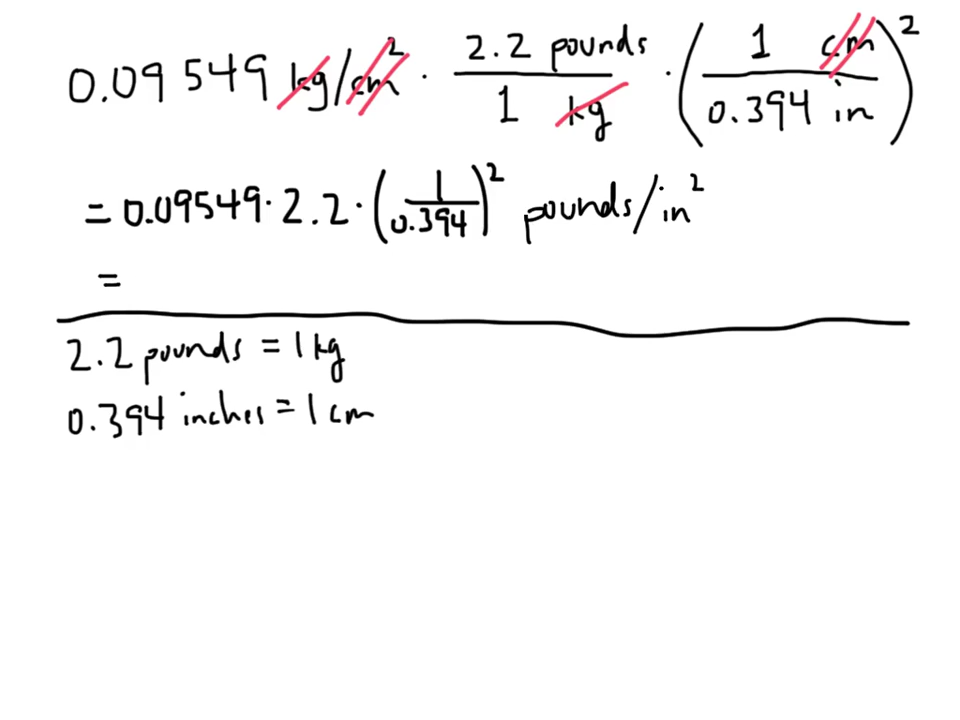 0.09549 kg/cm² · 2.2 pounds / 1 kg · (1 cm / 0.394 in)²
= 0.09549 · 2.2 · (1/0.394)² pounds/in²
=
2.2 pounds = 1 kg
0.394 inches = 1 cm